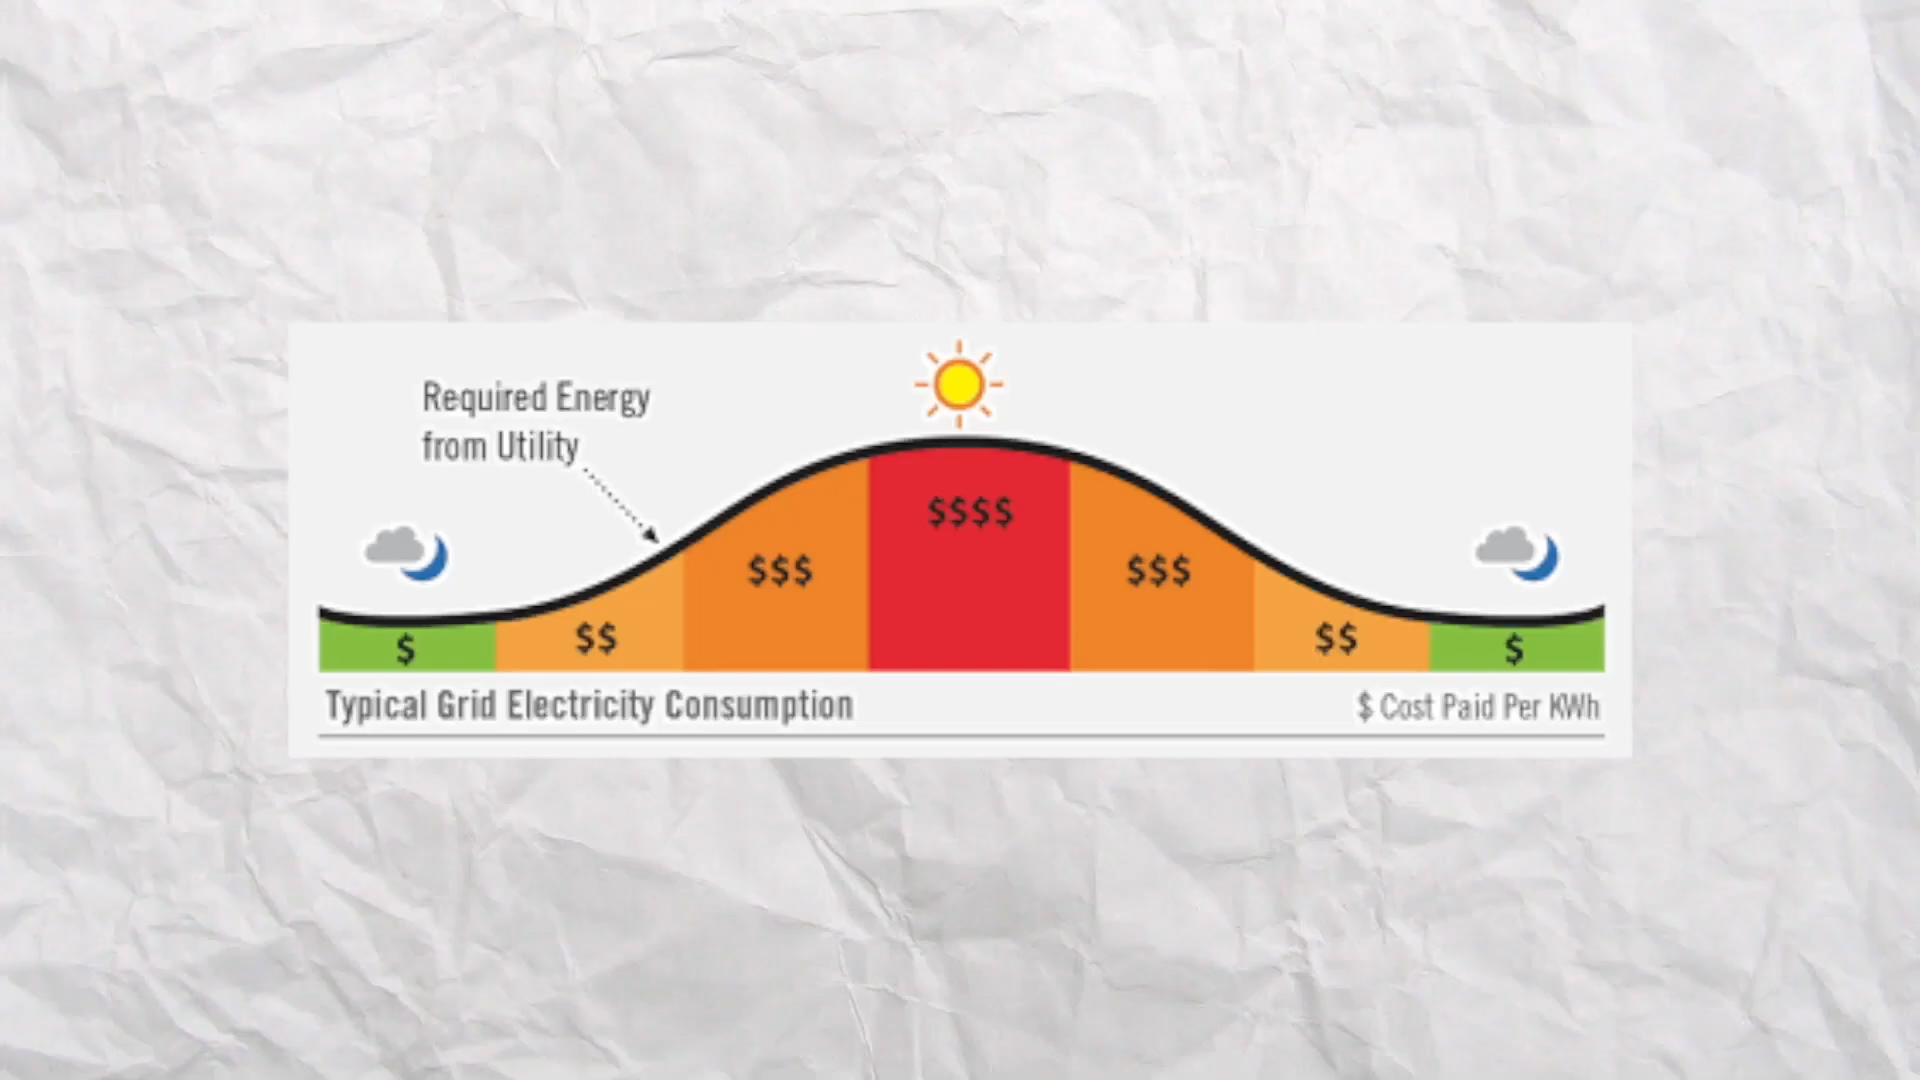 Required Energy
from Utility
$$$$
$$$
$$$
$
$$
$$
$
Typical Grid Electricity Consumption
$ Cost Paid Per KWh